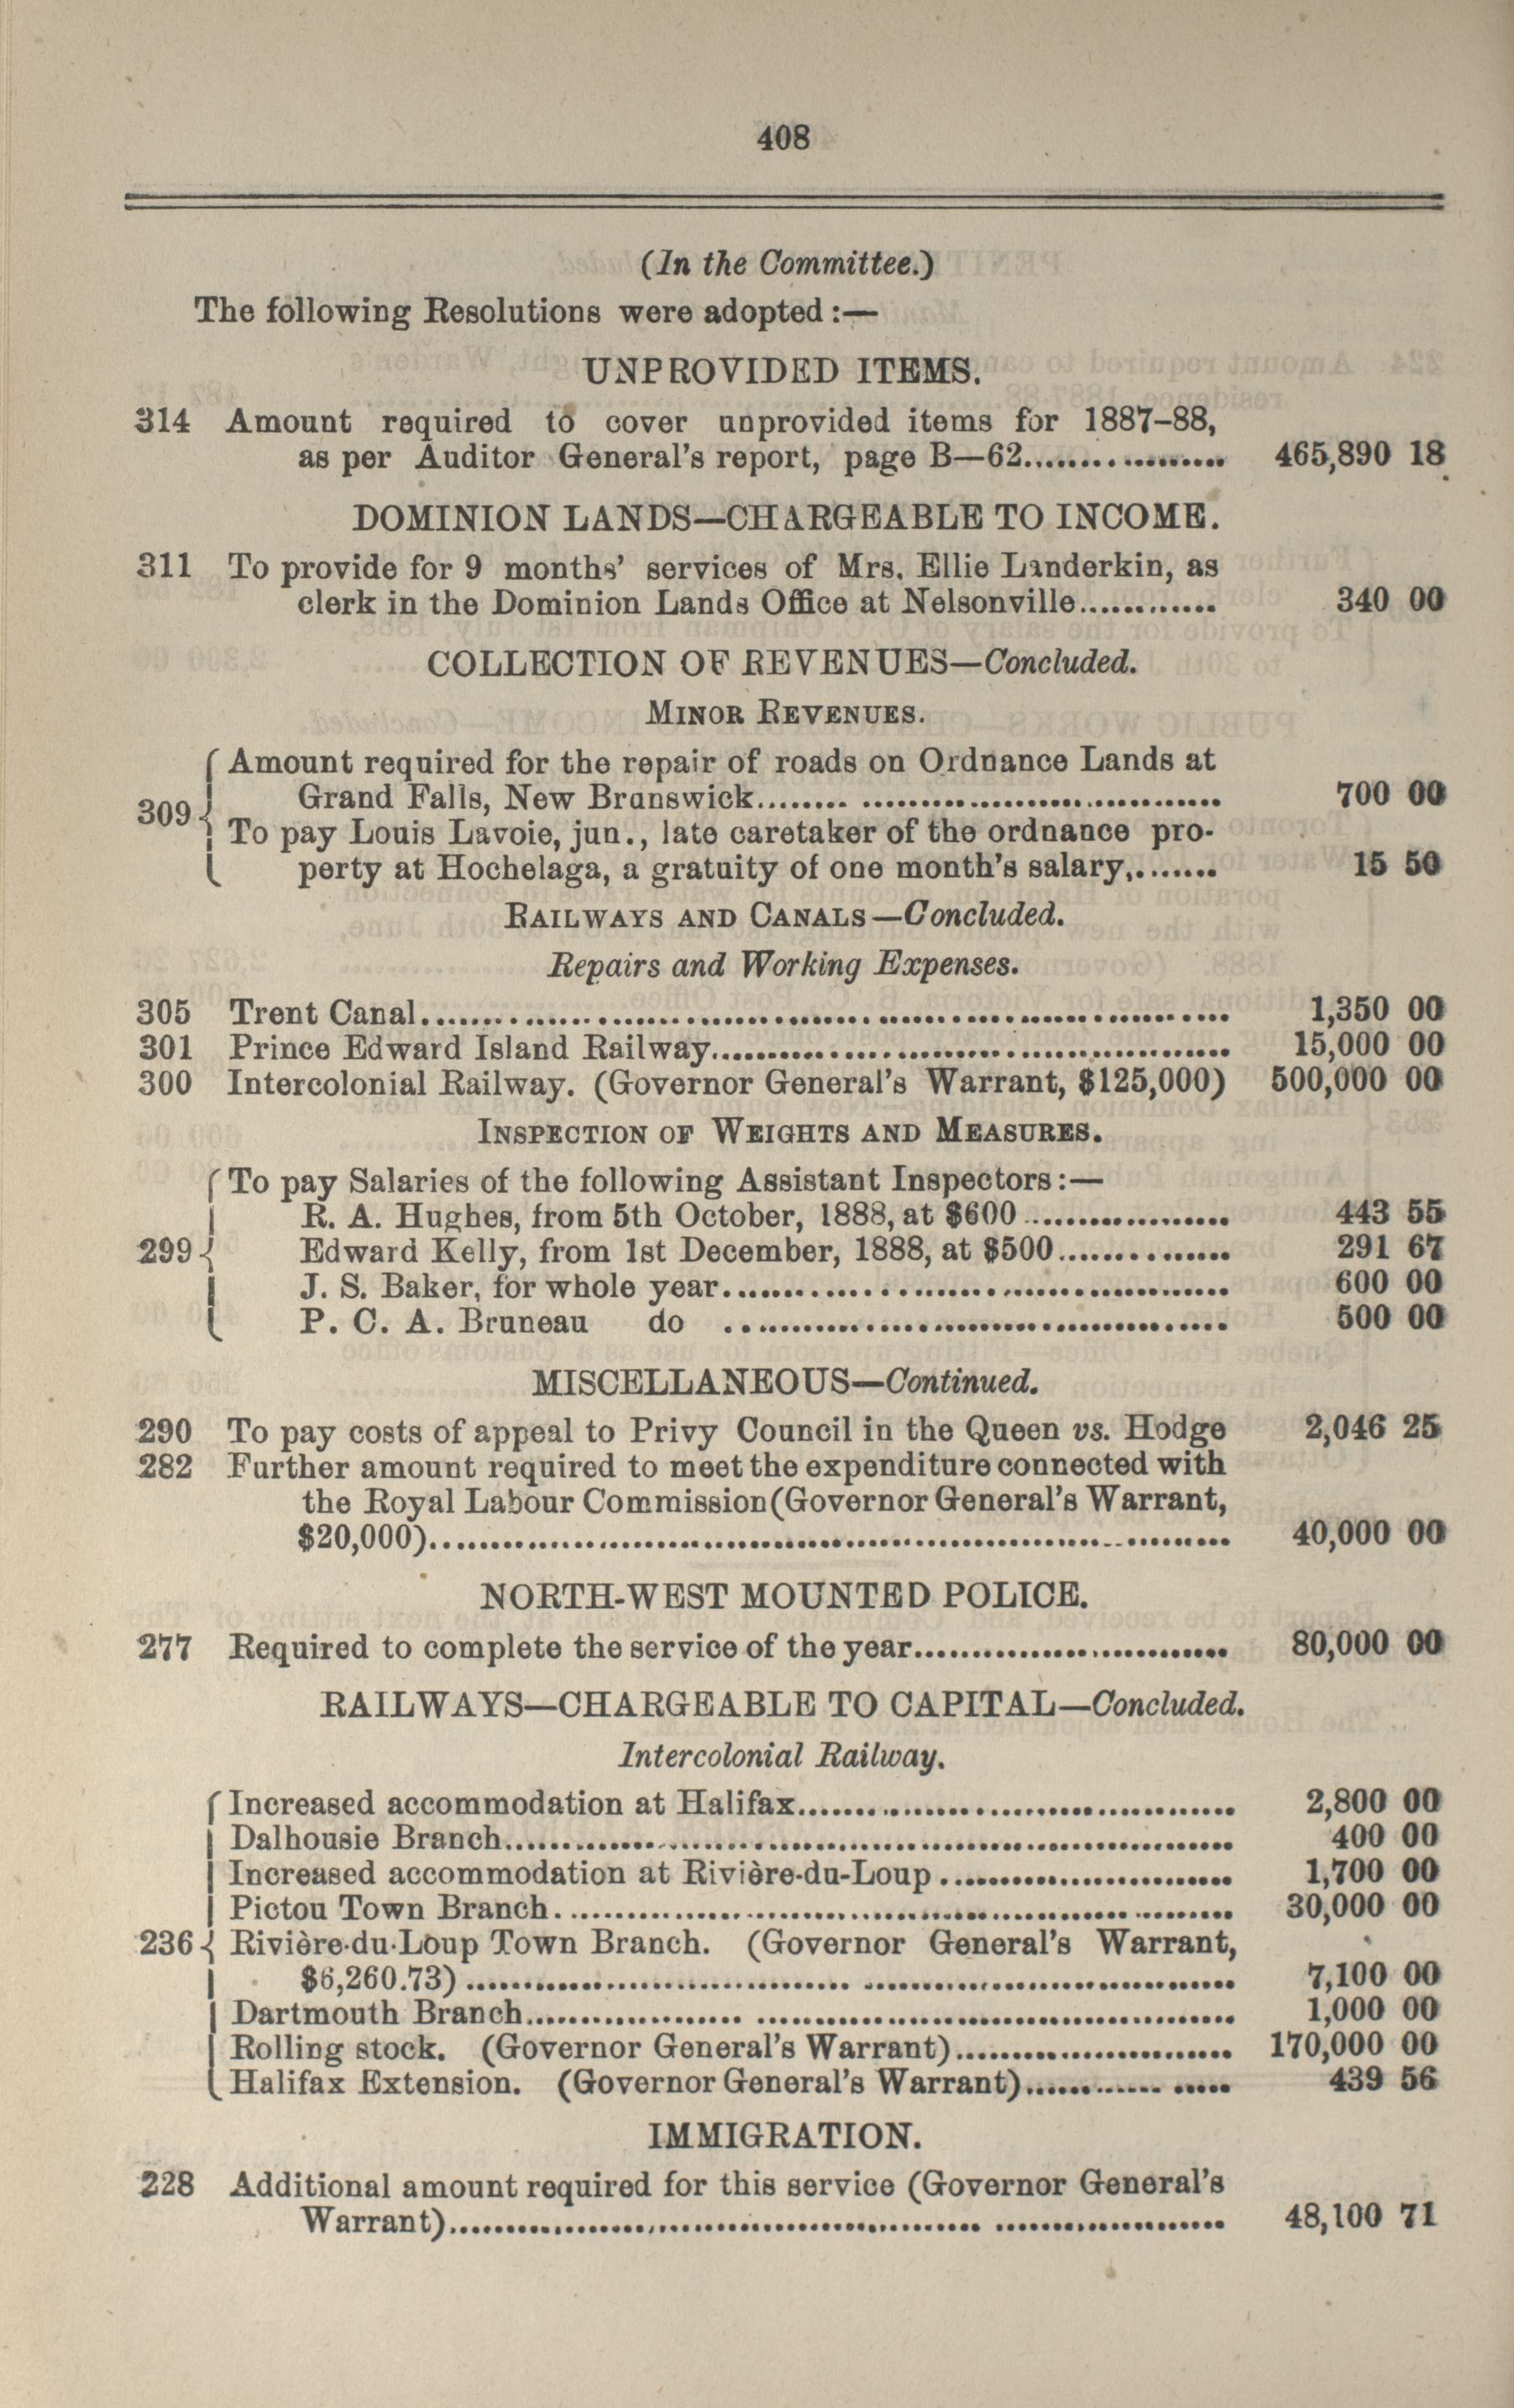 408
(In the Committee.)
The following Resolutions were adopted :—
UNPROVIDED ITEMS.
314 Amount required to cover unprovided items for 1887-88,
as per Auditor General's report, page B—62.................. 465,890 18
DOMINION LANDS—CHARGEABLE TO INCOME.
311 To provide for 9 months' services of Mrs. Ellie Landerkin, as
clerk in the Dominion Lands Office at Nelsonville............ 340 00
COLLECTION OF REVENUES—Concluded.
MINOR REVENUES.
Amount required for the repair of roads on Ordnance Lands at
Grand Falls, New Brunswick.................................... 700 00
309 To pay Louis Lavoie, jun., late caretaker of the ordnance pro-
perty at Hochelaga, a gratuity of one month's salary,........ 15 50
RAILWAYS AND CANALS—Concluded.
Repairs and Working Expenses.
305 Trent Canal.................................................. 1,350 00
301 Prince Edward Island Railway.................................. 15,000 00
300 Intercolonial Railway. (Governor General's Warrant, $125,000) 500,000 00
INSPECTION OF WEIGHTS AND MEASURES.
To pay Salaries of the following Assistant Inspectors:—
R. A. Hughes, from 5th October, 1888, at $600.................. 443 55
299 Edward Kelly, from 1st December, 1888, at $500.............. 291 67
J. S. Baker, for whole year.................................. 600 00
P. C. A. Bruneau do .................................. 500 00
MISCELLANEOUS—Continued.
290 To pay costs of appeal to Privy Council in the Queen vs. Hodge 2,046 25
282 Further amount required to meet the expenditure connected with
the Royal Labour Commission (Governor General's Warrant,
$20,000).................................................. 40,000 00
NORTH-WEST MOUNTED POLICE.
277 Required to complete the service of the year........................ 80,000 00
RAILWAYS—CHARGEABLE TO CAPITAL—Concluded.
Intercolonial Railway.
Increased accommodation at Halifax.................................. 2,800 00
Dalhousie Branch.................................................. 400 00
Increased accommodation at Rivière-du-Loup ........................ 1,700 00
Pictou Town Branch.............................................. 30,000 00
236 Rivière-du-Loup Town Branch. (Governor General's Warrant,
$6,260.73) .................................................. 7,100 00
Dartmouth Branch.................................................. 1,000 00
Rolling stock. (Governor General's Warrant)........................ 170,000 00
Halifax Extension. (Governor General's Warrant).................. 439 56
IMMIGRATION.
228 Additional amount required for this service (Governor General's
Warrant).................................................. 48,100 71